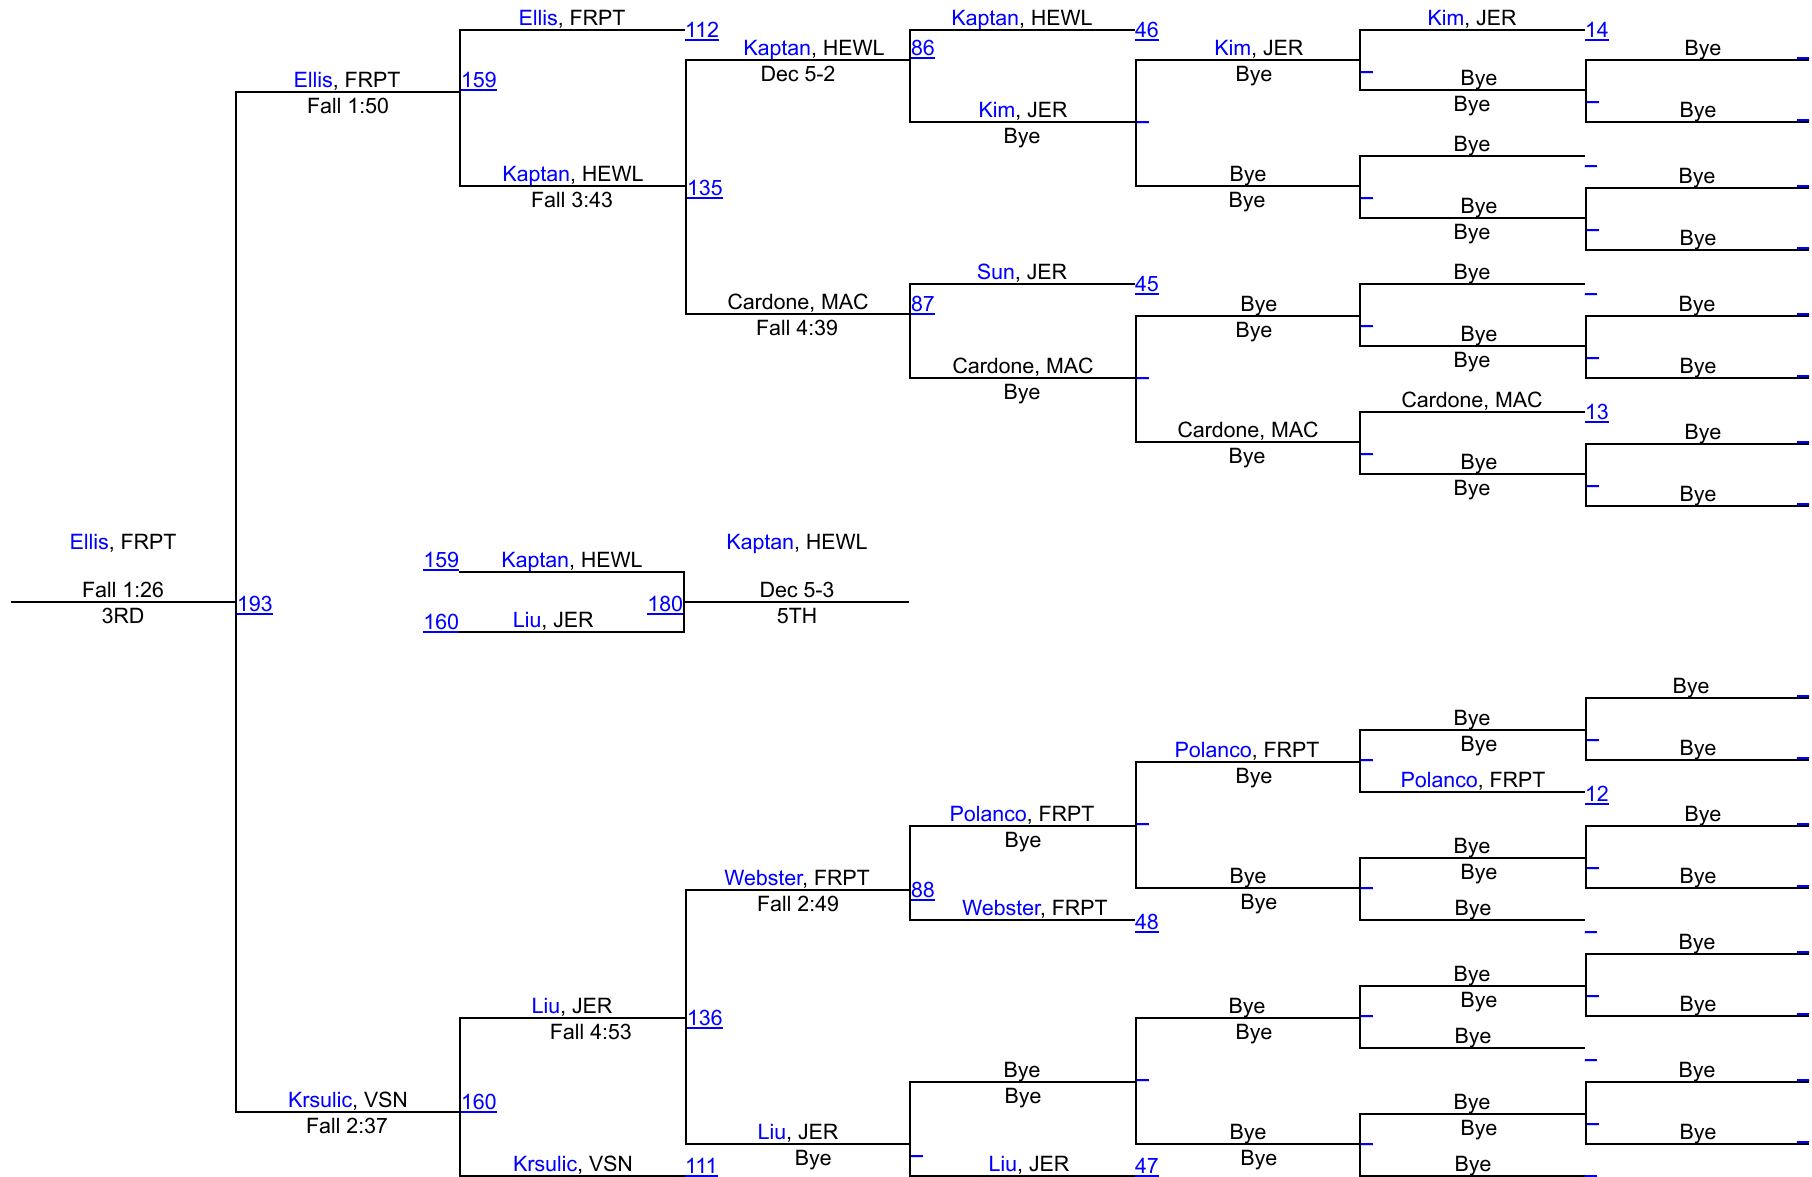 Ellis, FRPT
112
Kaptan, HEWL
46
Kim, JER
14
Kaptan, HEWL
86
Dec 5-2
Kim, JER
Bye
Bye
Ellis, FRPT
159
Fall 1:50
Bye
Bye
Kim, JER
Bye
Bye
Bye
Kaptan, HEWL
135
Fall 3:43
Bye
Bye
Bye
Bye
Bye
Bye
Sun, JER
45
Bye
Cardone, MAC
87
Fall 4:39
Bye
Bye
Bye
Bye
Bye
Cardone, MAC
Bye
Bye
Cardone, MAC
13
Cardone, MAC
Bye
Bye
Bye
Bye
Bye
Ellis, FRPT
Fall 1:26
3RD
193
159
Kaptan, HEWL
160
Liu, JER
180
Kaptan, HEWL
Dec 5-3
5TH
Bye
Bye
Bye
Polanco, FRPT
Bye
Bye
Polanco, FRPT
12
Polanco, FRPT
Bye
Bye
Webster, FRPT
88
Fall 2:49
Bye
Bye
Bye
Bye
Bye
Webster, FRPT
48
Bye
Bye
Bye
Bye
Liu, JER
136
Fall 4:53
Bye
Bye
Bye
Bye
Bye
Bye
Bye
Krsulic, VSN
160
Fall 2:37
Bye
Bye
Liu, JER
Bye
Bye
Bye
Bye
Krsulic, VSN
111
Liu, JER
47
Bye